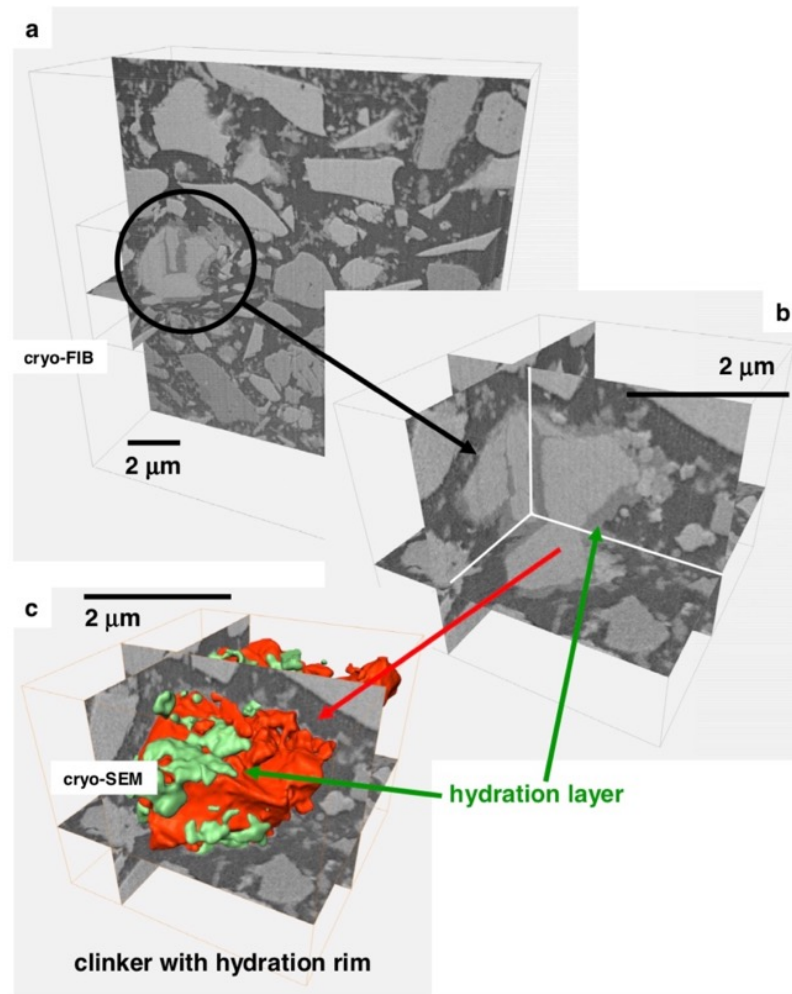 a
cryo-FIB
2 μm
b
2 μm
c
2 μm
cryo-SEM
hydration layer
clinker with hydration rim